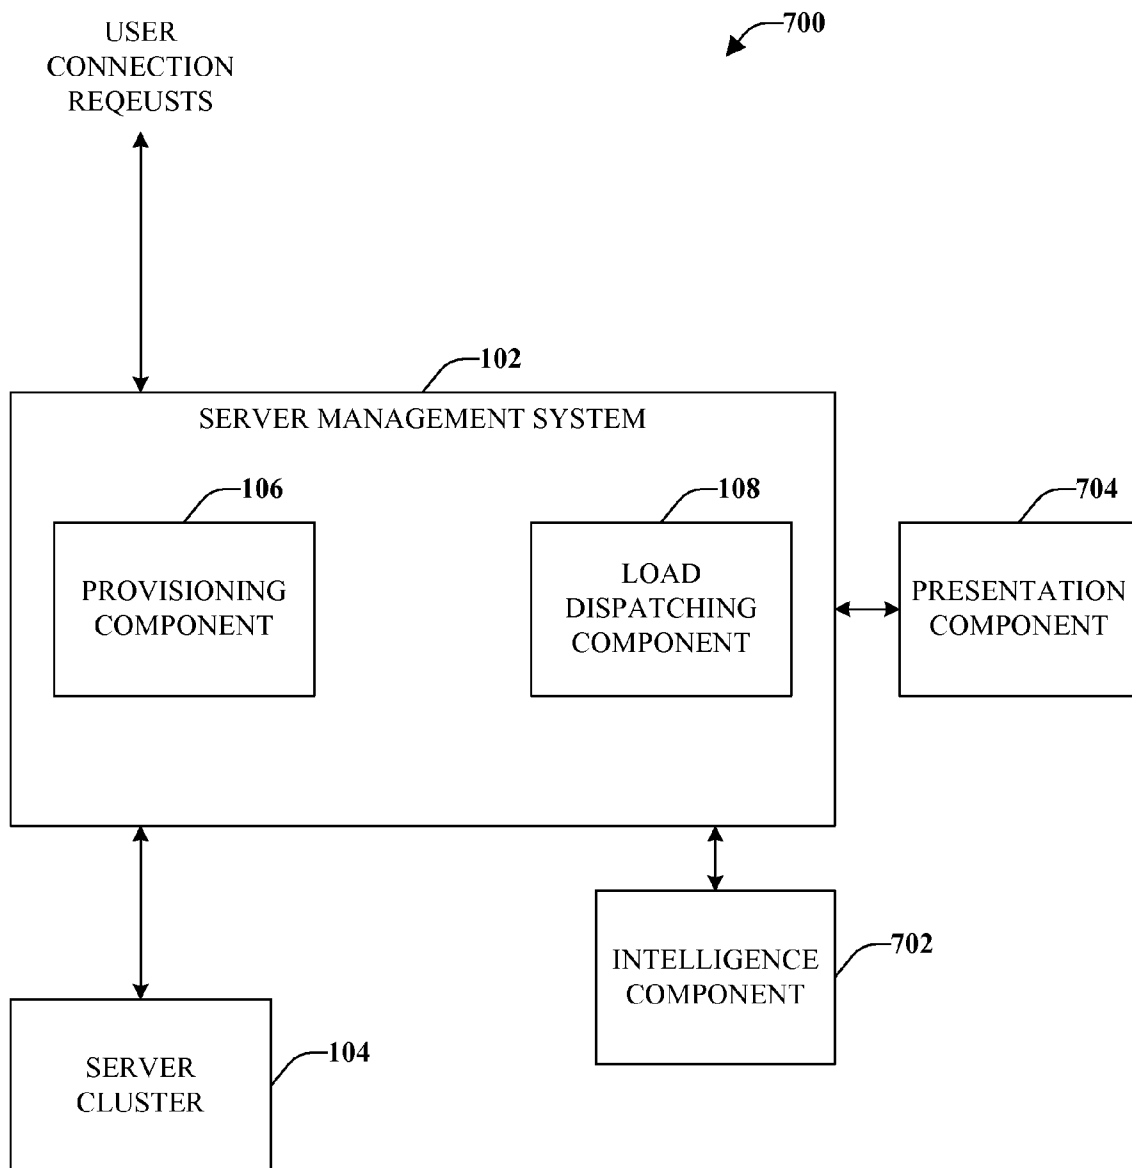 USER
CONNECTION
REQEUSTS
700
102
SERVER MANAGEMENT SYSTEM
106
108
704
PROVISIONING
COMPONENT
LOAD
DISPATCHING
COMPONENT
PRESENTATION
COMPONENT
INTELLIGENCE
COMPONENT
702
SERVER
CLUSTER
104